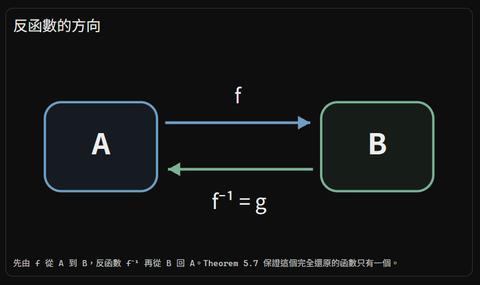 反函數的方向
f
A
B
f⁻¹ = g
先由 f 從 A 到 B，反函數 f⁻¹ 再從 B 回 A。Theorem 5.7 保證這個完全還原的函數只有一個。